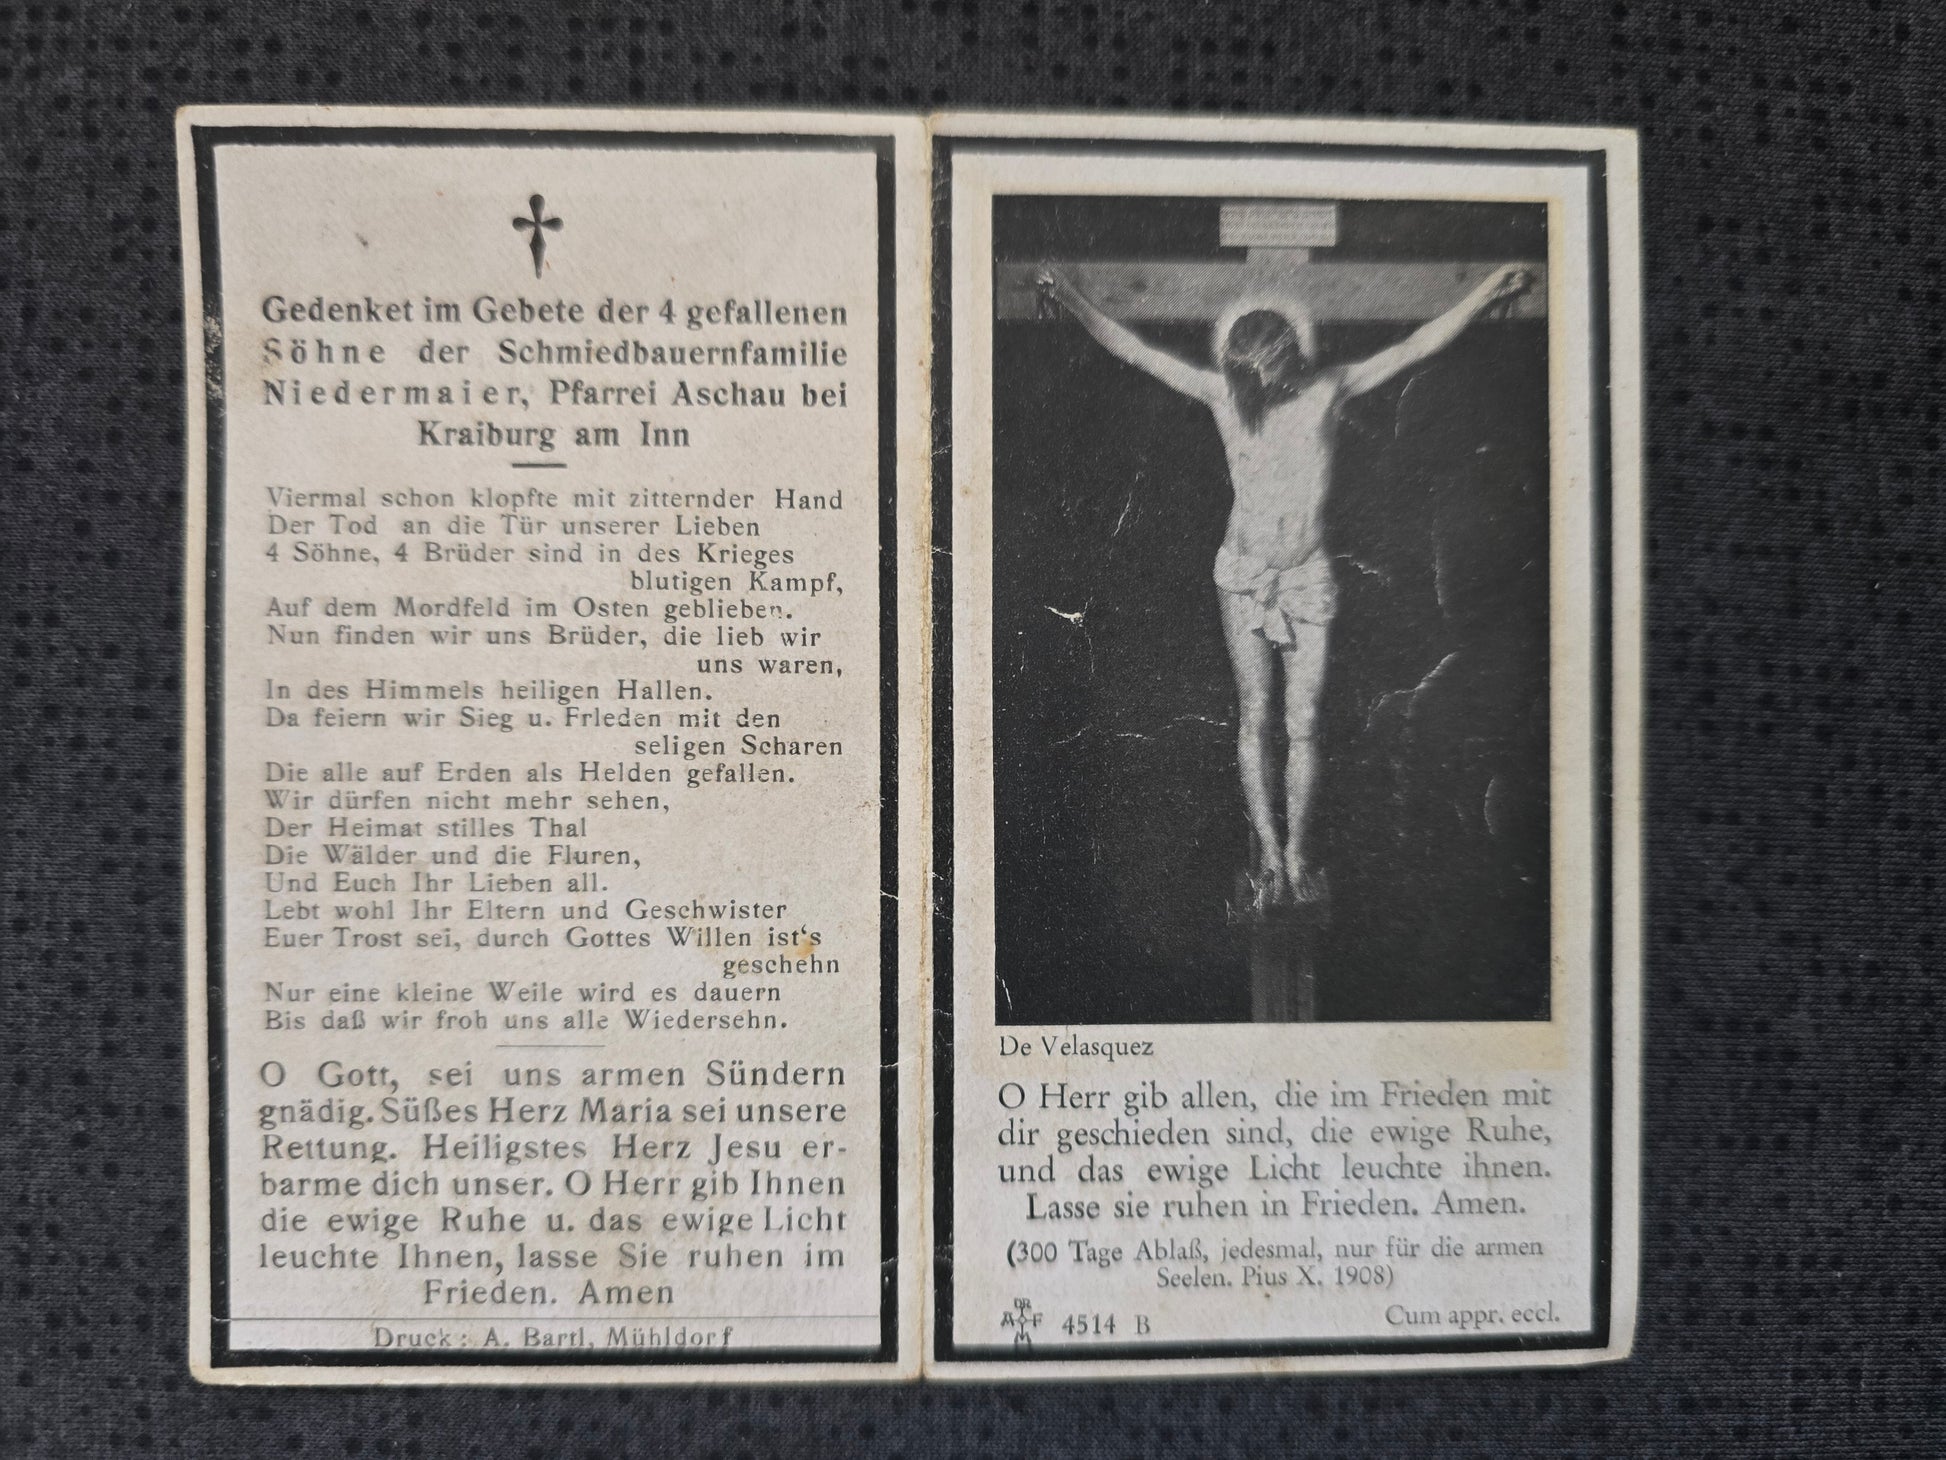 Gedenket im Gebete der 4 gefallenen
Söhne der Schmiedbauernfamilie
Niedermaier, Pfarrei Aschau bei
Kraiburg am Inn
Viermal schon klopfte mit zitternder Hand
Der Tod an die Tür unserer Lieben
4 Söhne, 4 Brüder sind in des Krieges
blutigen Kampf,
Auf dem Mordfeld im Osten geblieben.
Nun finden wir uns Brüder, die lieb wir
uns waren,
In des Himmels heiligen Hallen.
Da feiern wir Sieg u. Frleden mit den
seligen Scharen
Die alle auf Erden als Helden gefallen.
Wir dürfen nicht mehr sehen,
Der Heimat stilles Thal
Die Wälder und die Fluren,
Und Euch Ihr Lieben all.
Lebt wohl Ihr Eltern und Geschwister
Euer Trost sei, durch Gottes Willen ist's
geschehn
Nur eine kleine Weile wird es dauern
Bis daß wir froh uns alle Wiedersehn.
O Gott, sei uns armen Sündern
gnädig. Süßes Herz Maria sei unsere
Rettung. Heiligstes Herz Jesu er-
barme dich unser. O Herr gib Ihnen
die ewige Ruhe u. das ewige Licht
leuchte Ihnen, lasse Sie ruhen im
Frieden. Amen
Druck: A. Bartl, Mühldorf
De Velasquez
O Herr gib allen, die im Frieden mit
dir geschieden sind, die ewige Ruhe,
und das ewige Licht leuchte ihnen.
Lasse sie ruhen in Frieden. Amen.
(300 Tage Ablaß, jedesmal, nur für die armen
Seelen. Pius X. 1908)
4514 B
Cum appr. eccl.